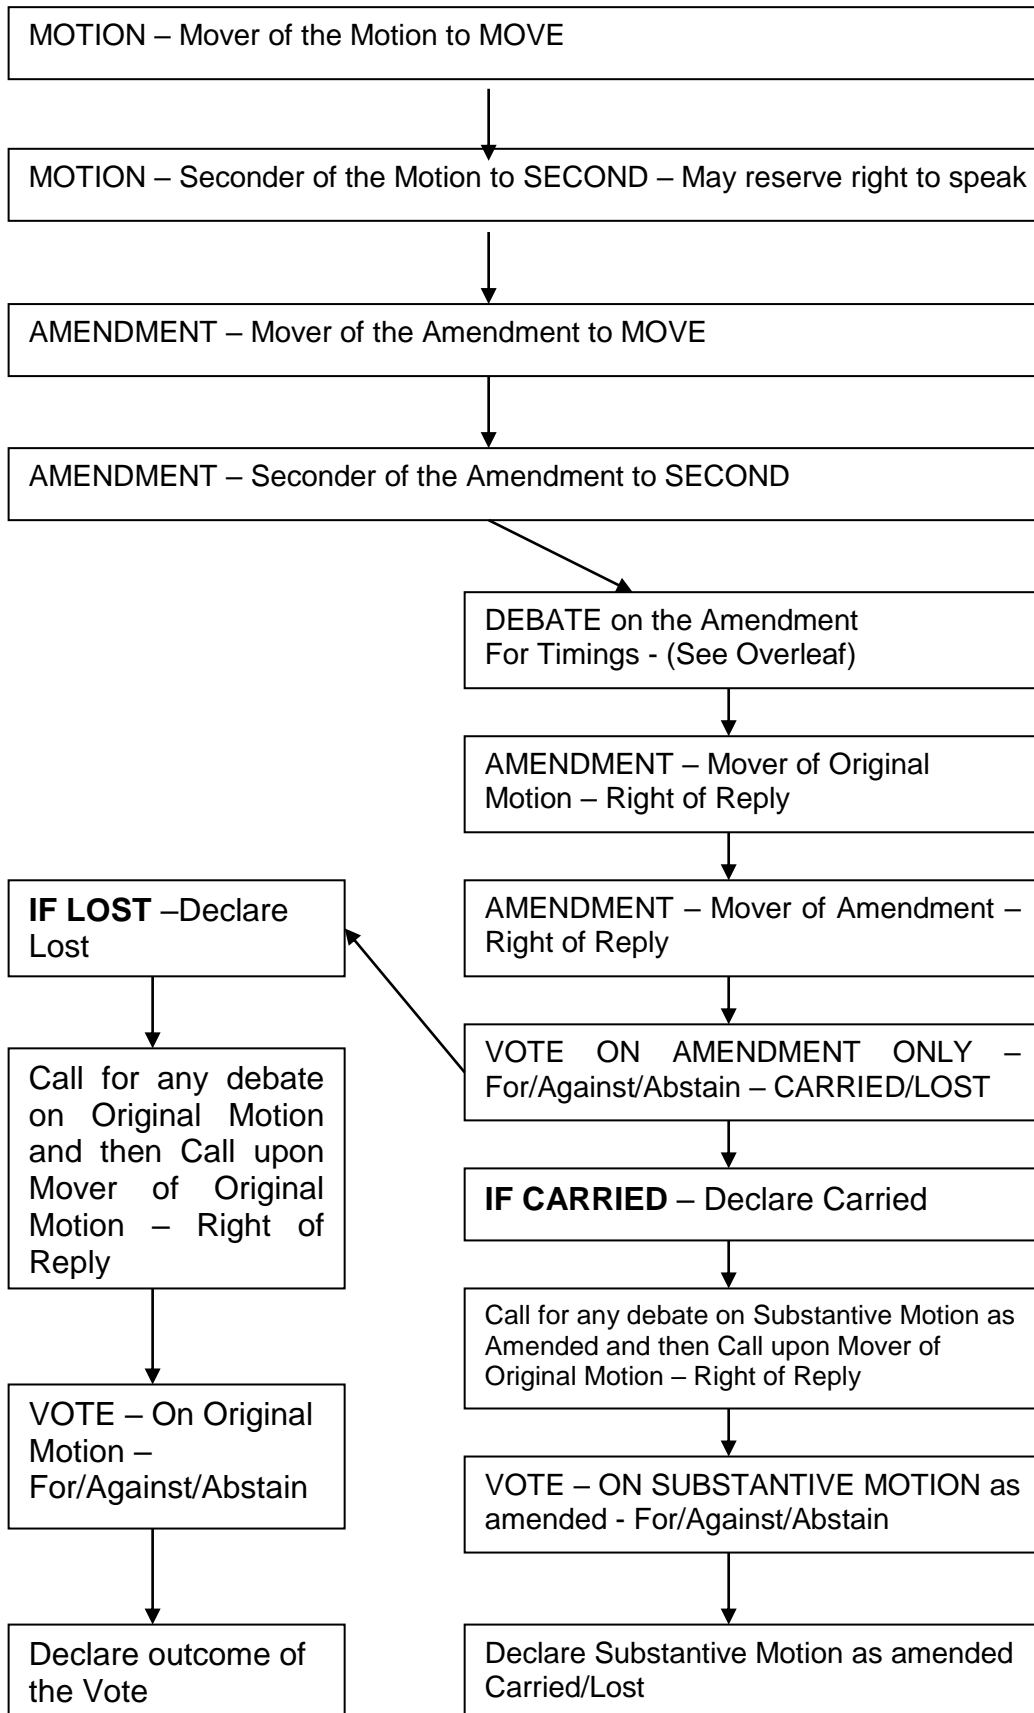 MOTION – Mover of the Motion to MOVE
MOTION – Seconder of the Motion to SECOND – May reserve right to speak
AMENDMENT – Mover of the Amendment to MOVE
AMENDMENT – Seconder of the Amendment to SECOND
DEBATE on the Amendment
For Timings - (See Overleaf)
AMENDMENT – Mover of Original
Motion – Right of Reply
AMENDMENT – Mover of Amendment –
Right of Reply
VOTE ON AMENDMENT ONLY –
For/Against/Abstain – CARRIED/LOST
IF LOST –Declare
Lost
Call for any debate
on Original Motion
and then Call upon
Mover of Original
Motion – Right of
Reply
VOTE – On Original
Motion –
For/Against/Abstain
Declare outcome of
the Vote
IF CARRIED – Declare Carried
Call for any debate on Substantive Motion as
Amended and then Call upon Mover of
Original Motion – Right of Reply
VOTE – ON SUBSTANTIVE MOTION as
amended - For/Against/Abstain
Declare Substantive Motion as amended
Carried/Lost